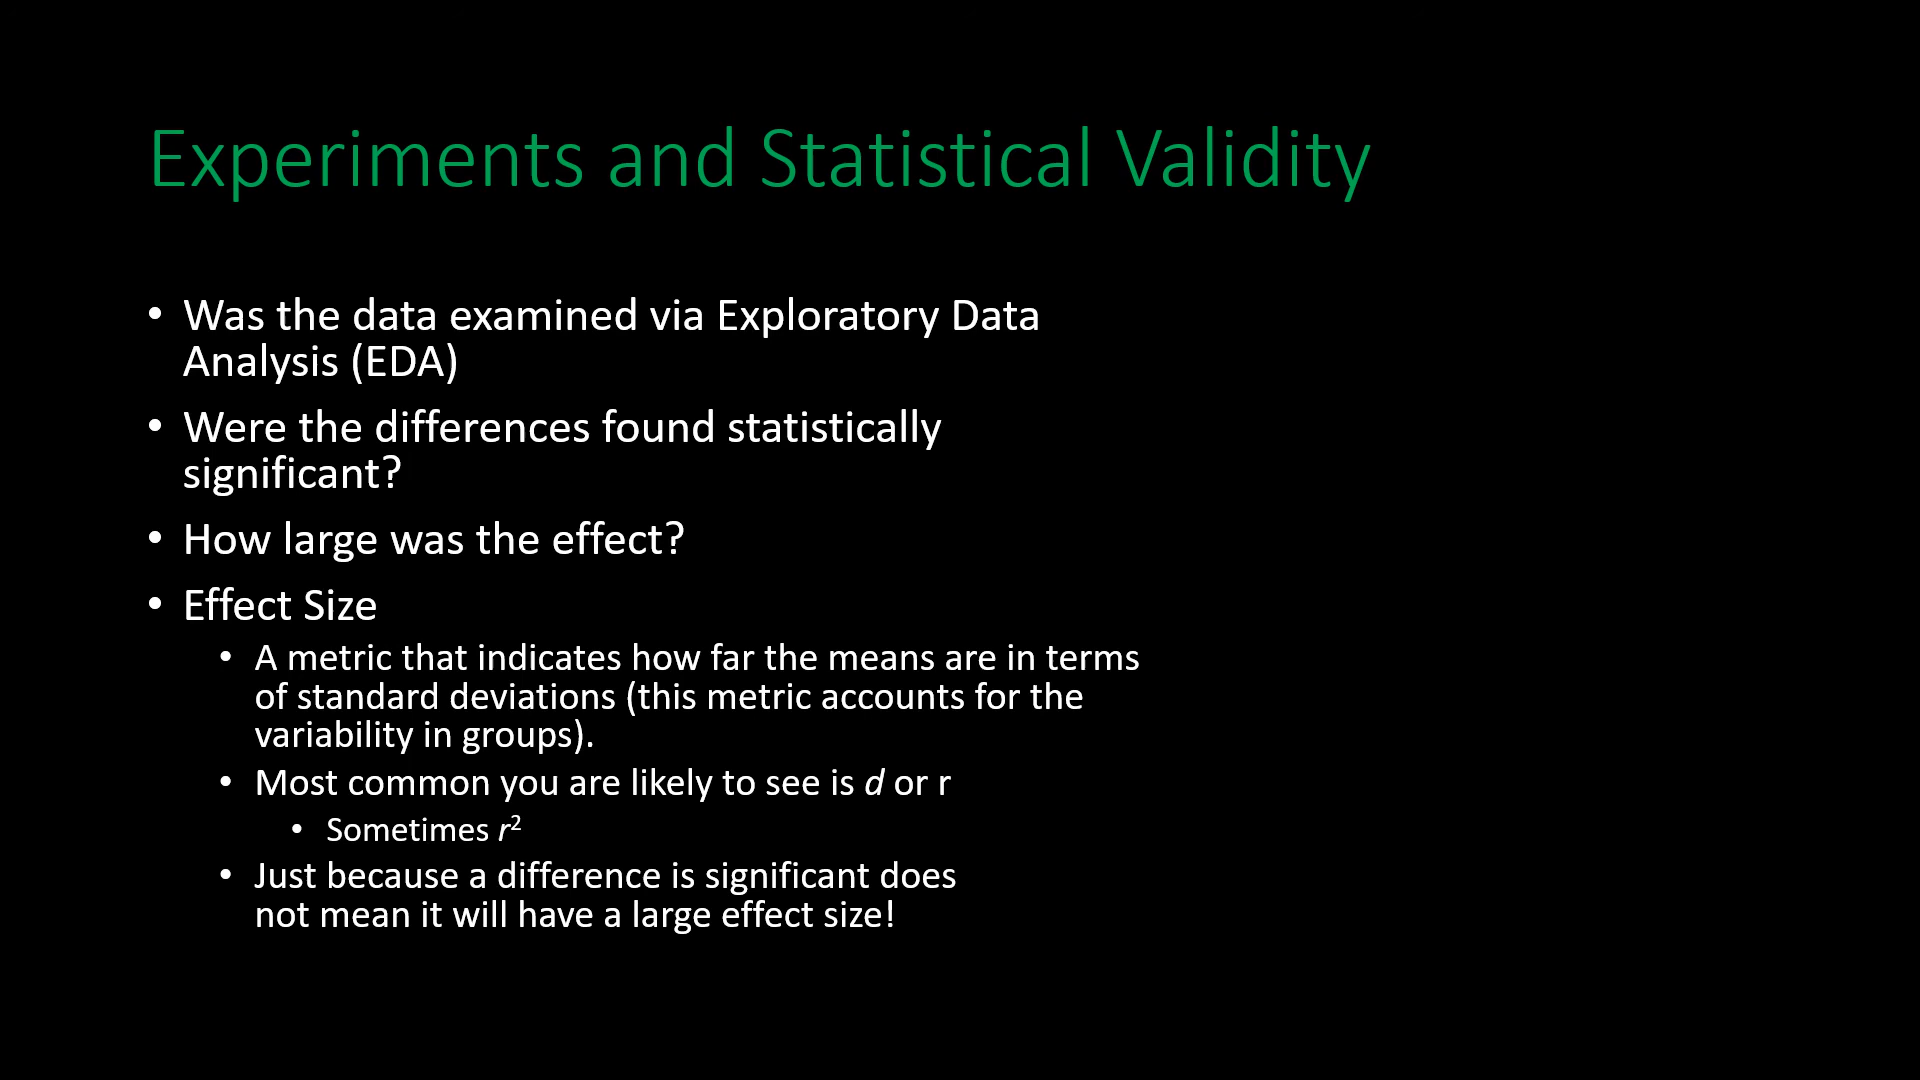 Experiments and Statistical Validity
• Was the data examined via Exploratory Data
Analysis (EDA)
• Were the differences found statistically
significant?
• How large was the effect?
• Effect Size
• A metric that indicates how far the means are in terms
of standard deviations (this metric accounts for the
variability in groups).
• Most common you are likely to see is d or r
• Sometimes r²
• Just because a difference is significant does
not mean it will have a large effect size!